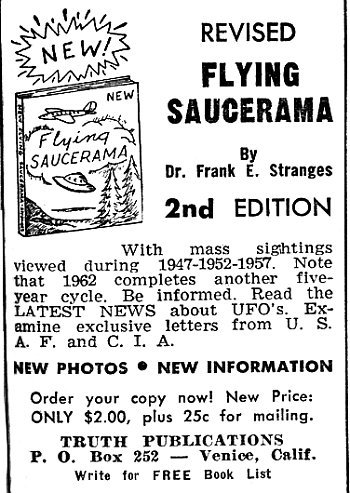 NEW!
REVISED
FLYING
SAUCERAMA
By
Dr. Frank E. Stranges
2nd EDITION
NEW
Flying
SAUCERAMA
NEW FLYING SAUCERAMA
With mass sightings
viewed during 1947-1952-1957. Note
that 1962 completes another five-
year cycle. Be informed. Read the
LATEST NEWS about UFO's. Ex-
amine exclusive letters from U. S.
A. F. and C. I. A.
NEW PHOTOS • NEW INFORMATION
Order your copy now! New Price:
ONLY $2.00, plus 25c for mailing.
TRUTH PUBLICATIONS
P. O. Box 252 — Venice, Calif.
Write for FREE Book List